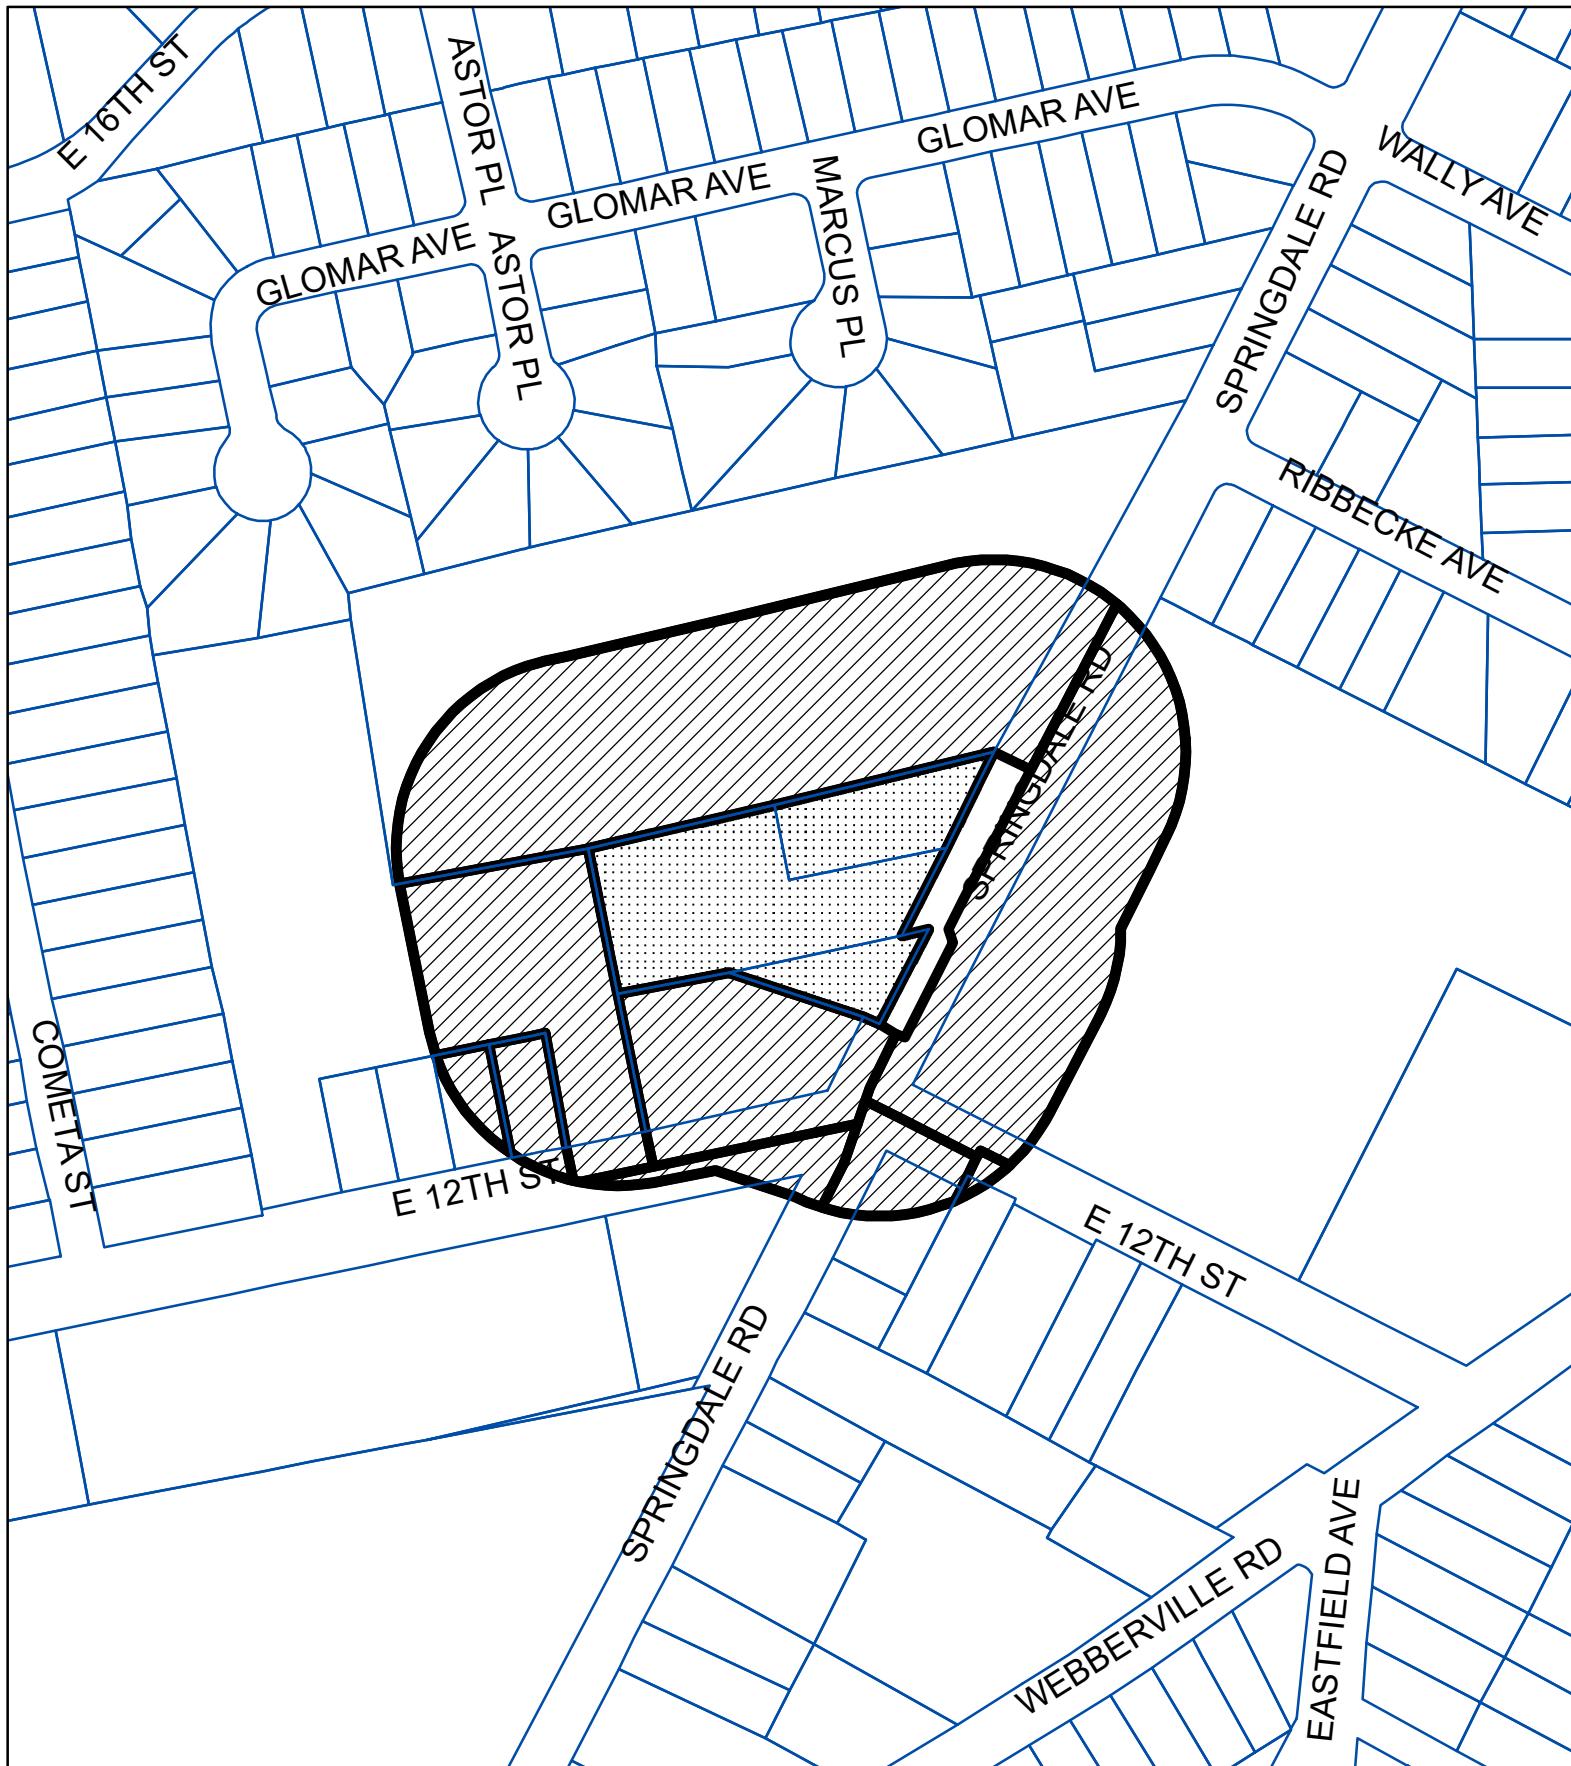 E 16TH ST
ASTOR PL
GLOMAR AVE
WALLY AVE
GLOMAR AVE
MARCUS PL
SPRINGDALE RD
GLOMAR AVE
ASTOR PL
RIBBECKE AVE
SPRINGDALE RD
COMETA ST
E 12TH ST
E 12TH ST
SPRINGDALE RD
WEBBERVILLE RD
EASTFIELD AVE